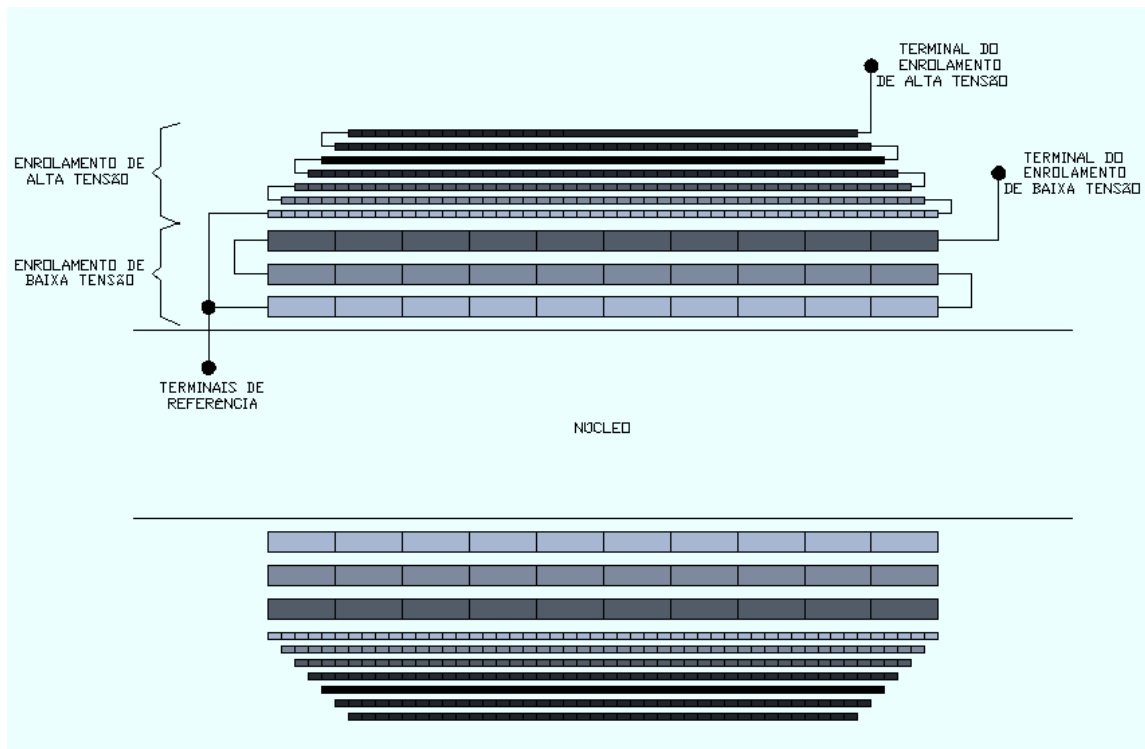 TERMINAL DO
ENROLAMENTO
DE ALTA TENSÃO
ENROLAMENTO DE
ALTA TENSÃO
TERMINAL DO
ENROLAMENTO
DE BAIXA TENSÃO
ENROLAMENTO DE
BAIXA TENSÃO
TERMINAIS DE
REFERÊNCIA
NÚCLEO